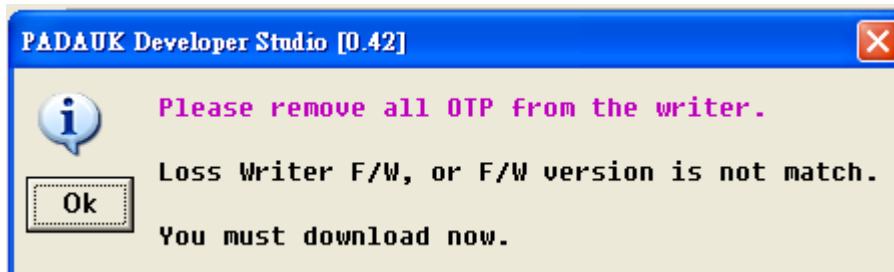 PADAUK Developer Studio [0.42]
Please remove all OTP from the writer.
Loss Writer F/W, or F/W version is not match.
Ok
You must download now.